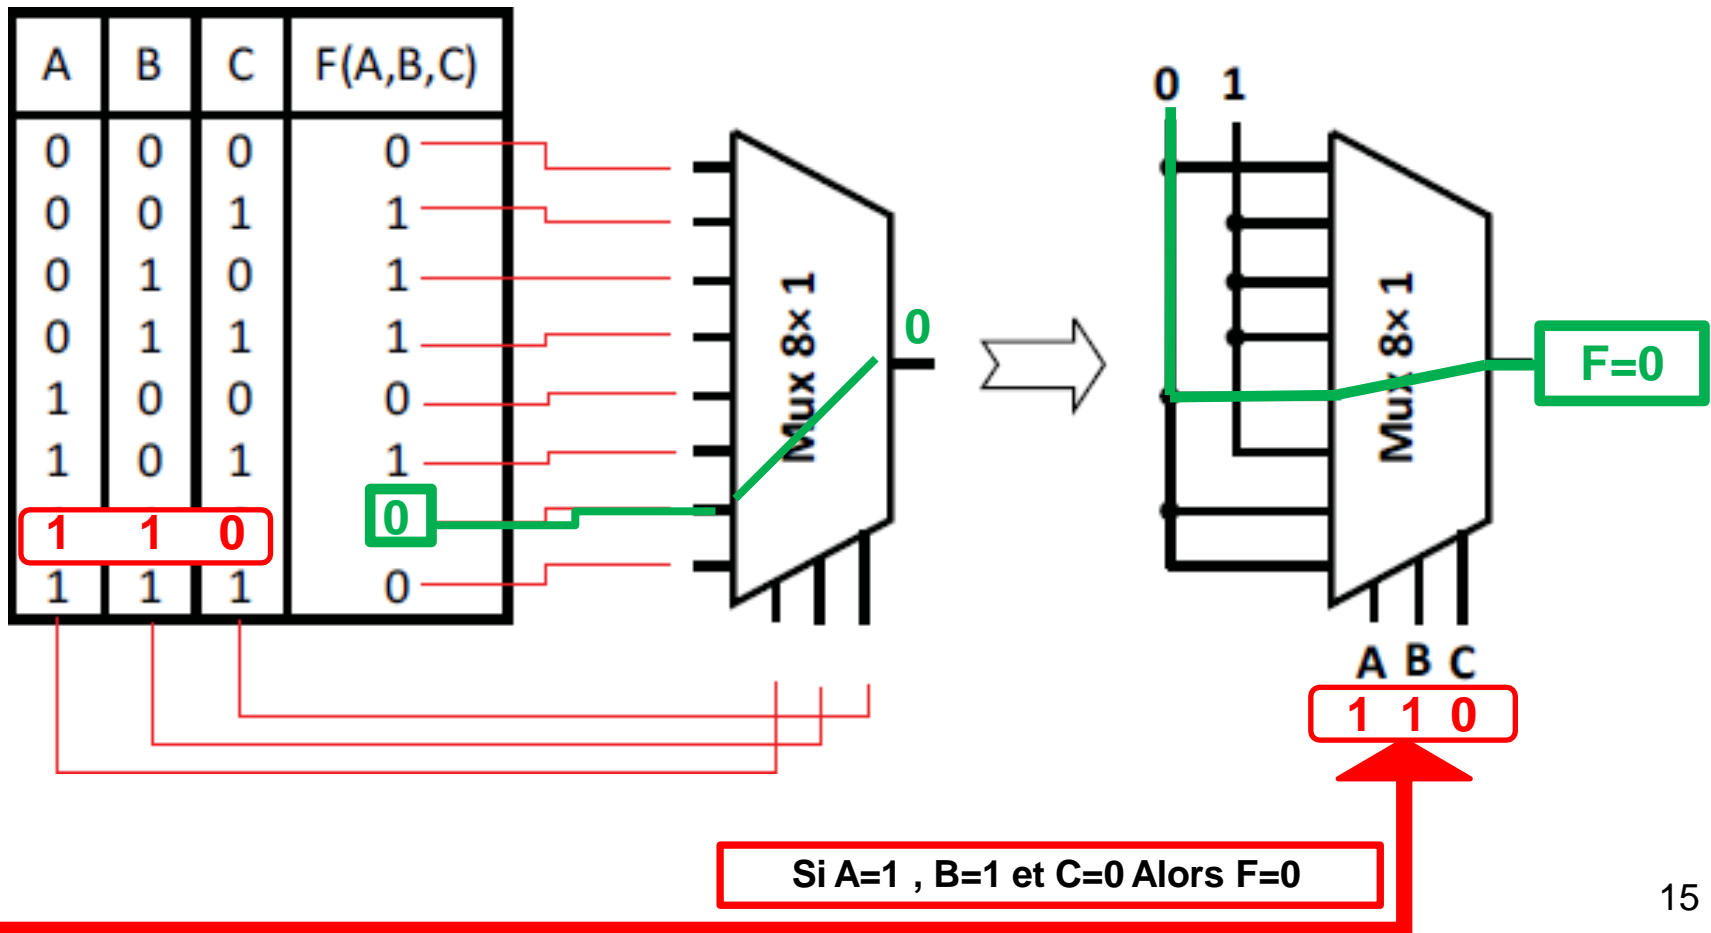 A B C F(A,B,C)
0 0 0 0
0 0 1 1
0 1 0 1
0 1 1 1
1 0 0 0
1 0 1 1
1 1 0 0
1 1 1 0
Mux 8× 1
0
0 1
Mux 8× 1
F=0
A B C
1 1 0
Si A=1 , B=1 et C=0 Alors F=0
15